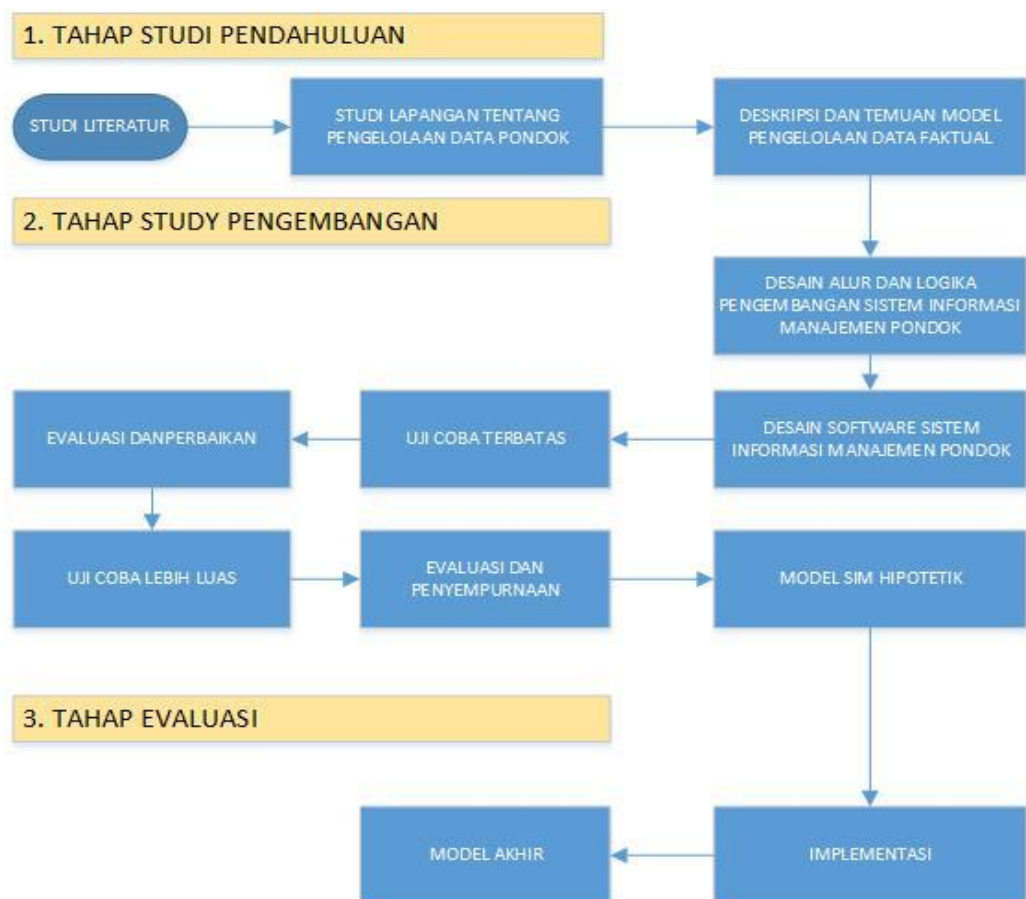 1. TAHAP STUDI PENDAHULUAN
STUDI LITERATUR
STUDI LAPANGAN TENTANG
PENGELOLAAN DATA PONDOK
DESKRIPSI DAN TEMUAN MODEL
PENGELOLAAN DATA FAKTUAL
2. TAHAP STUDY PENGEMBANGAN
DESAIN ALUR DAN LOGIKA
PENGEMBANGAN SISTEM INFORMASI
MANAJEMEN PONDOK
DESAIN SOFTWARE SISTEM
INFORMASI MANAJEMEN PONDOK
UJI COBA TERBATAS
EVALUASI DANPERBAIKAN
UJI COBA LEBIH LUAS
EVALUASI DAN
PENYEMPURNAAN
MODEL SIM HIPOTETIK
3. TAHAP EVALUASI
IMPLEMENTASI
MODEL AKHIR